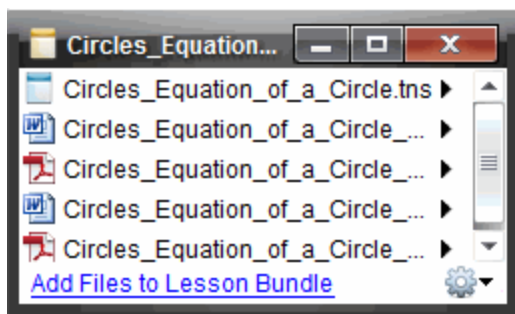 Circles_Equation...
Circles_Equation_of_a_Circle.tns
Circles_Equation_of_a_Circle_...
Circles_Equation_of_a_Circle_...
Circles_Equation_of_a_Circle_...
Circles_Equation_of_a_Circle_...
Add Files to Lesson Bundle